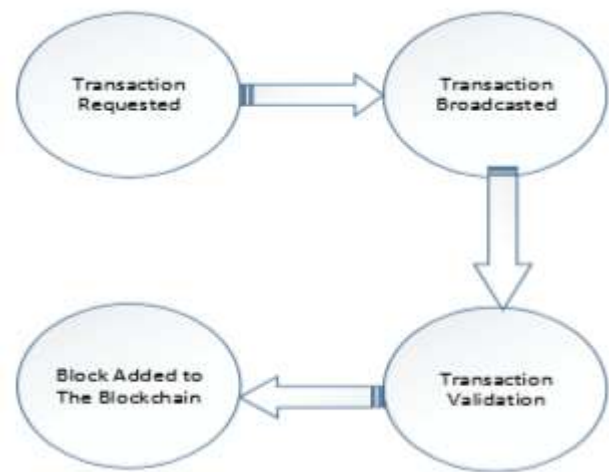 Transaction
Requested
Transaction
Broadcasted
Transaction
Validation
Block Added to
The Blockchain